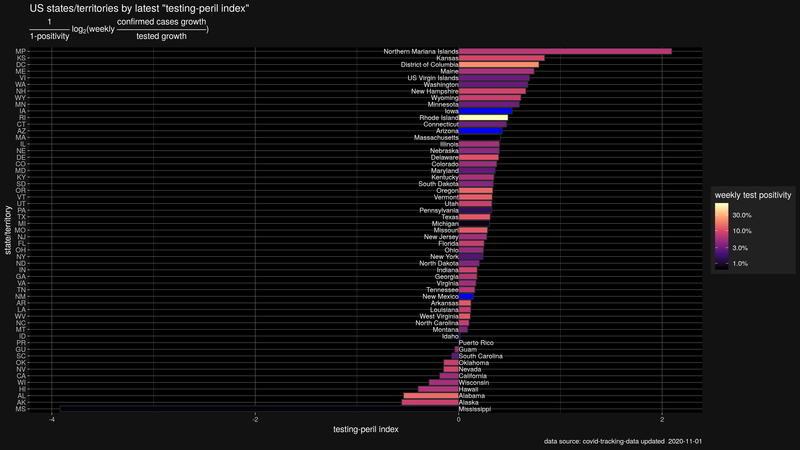 US states/territories by latest "testing-peril index"
1 confirmed cases growth
log2(weekly )
1-positivity tested growth
MP Northern Mariana Islands
KS Kansas
DC District of Columbia
ME Maine
VI US Virgin Islands
WA Washington
NH New Hampshire
WY Wyoming
MN Minnesota
IA Iowa
RI Rhode Island
CT Connecticut
AZ Arizona
MA Massachusetts
IL Illinois
NE Nebraska
DE Delaware
CO Colorado
MD Maryland
KY Kentucky
SD South Dakota
OR Oregon
VT Vermont
UT Utah
PA Pennsylvania
TX Texas
MI Michigan
MO Missouri
NJ New Jersey
FL Florida
OH Ohio
NY New York
ND North Dakota
IN Indiana
GA Georgia
VA Virginia
TN Tennessee
NM New Mexico
AR Arkansas
LA Louisiana
WV West Virginia
NC North Carolina
MT Montana
ID Idaho
PR Puerto Rico
GU Guam
SC South Carolina
OK Oklahoma
NV Nevada
CA California
WI Wisconsin
HI Hawaii
AL Alabama
AK Alaska
MS Mississippi
state/territory
-4 -2 0 2
testing-peril index
weekly test positivity
30.0%
10.0%
3.0%
1.0%
data source: covid-tracking-data updated 2020-11-01